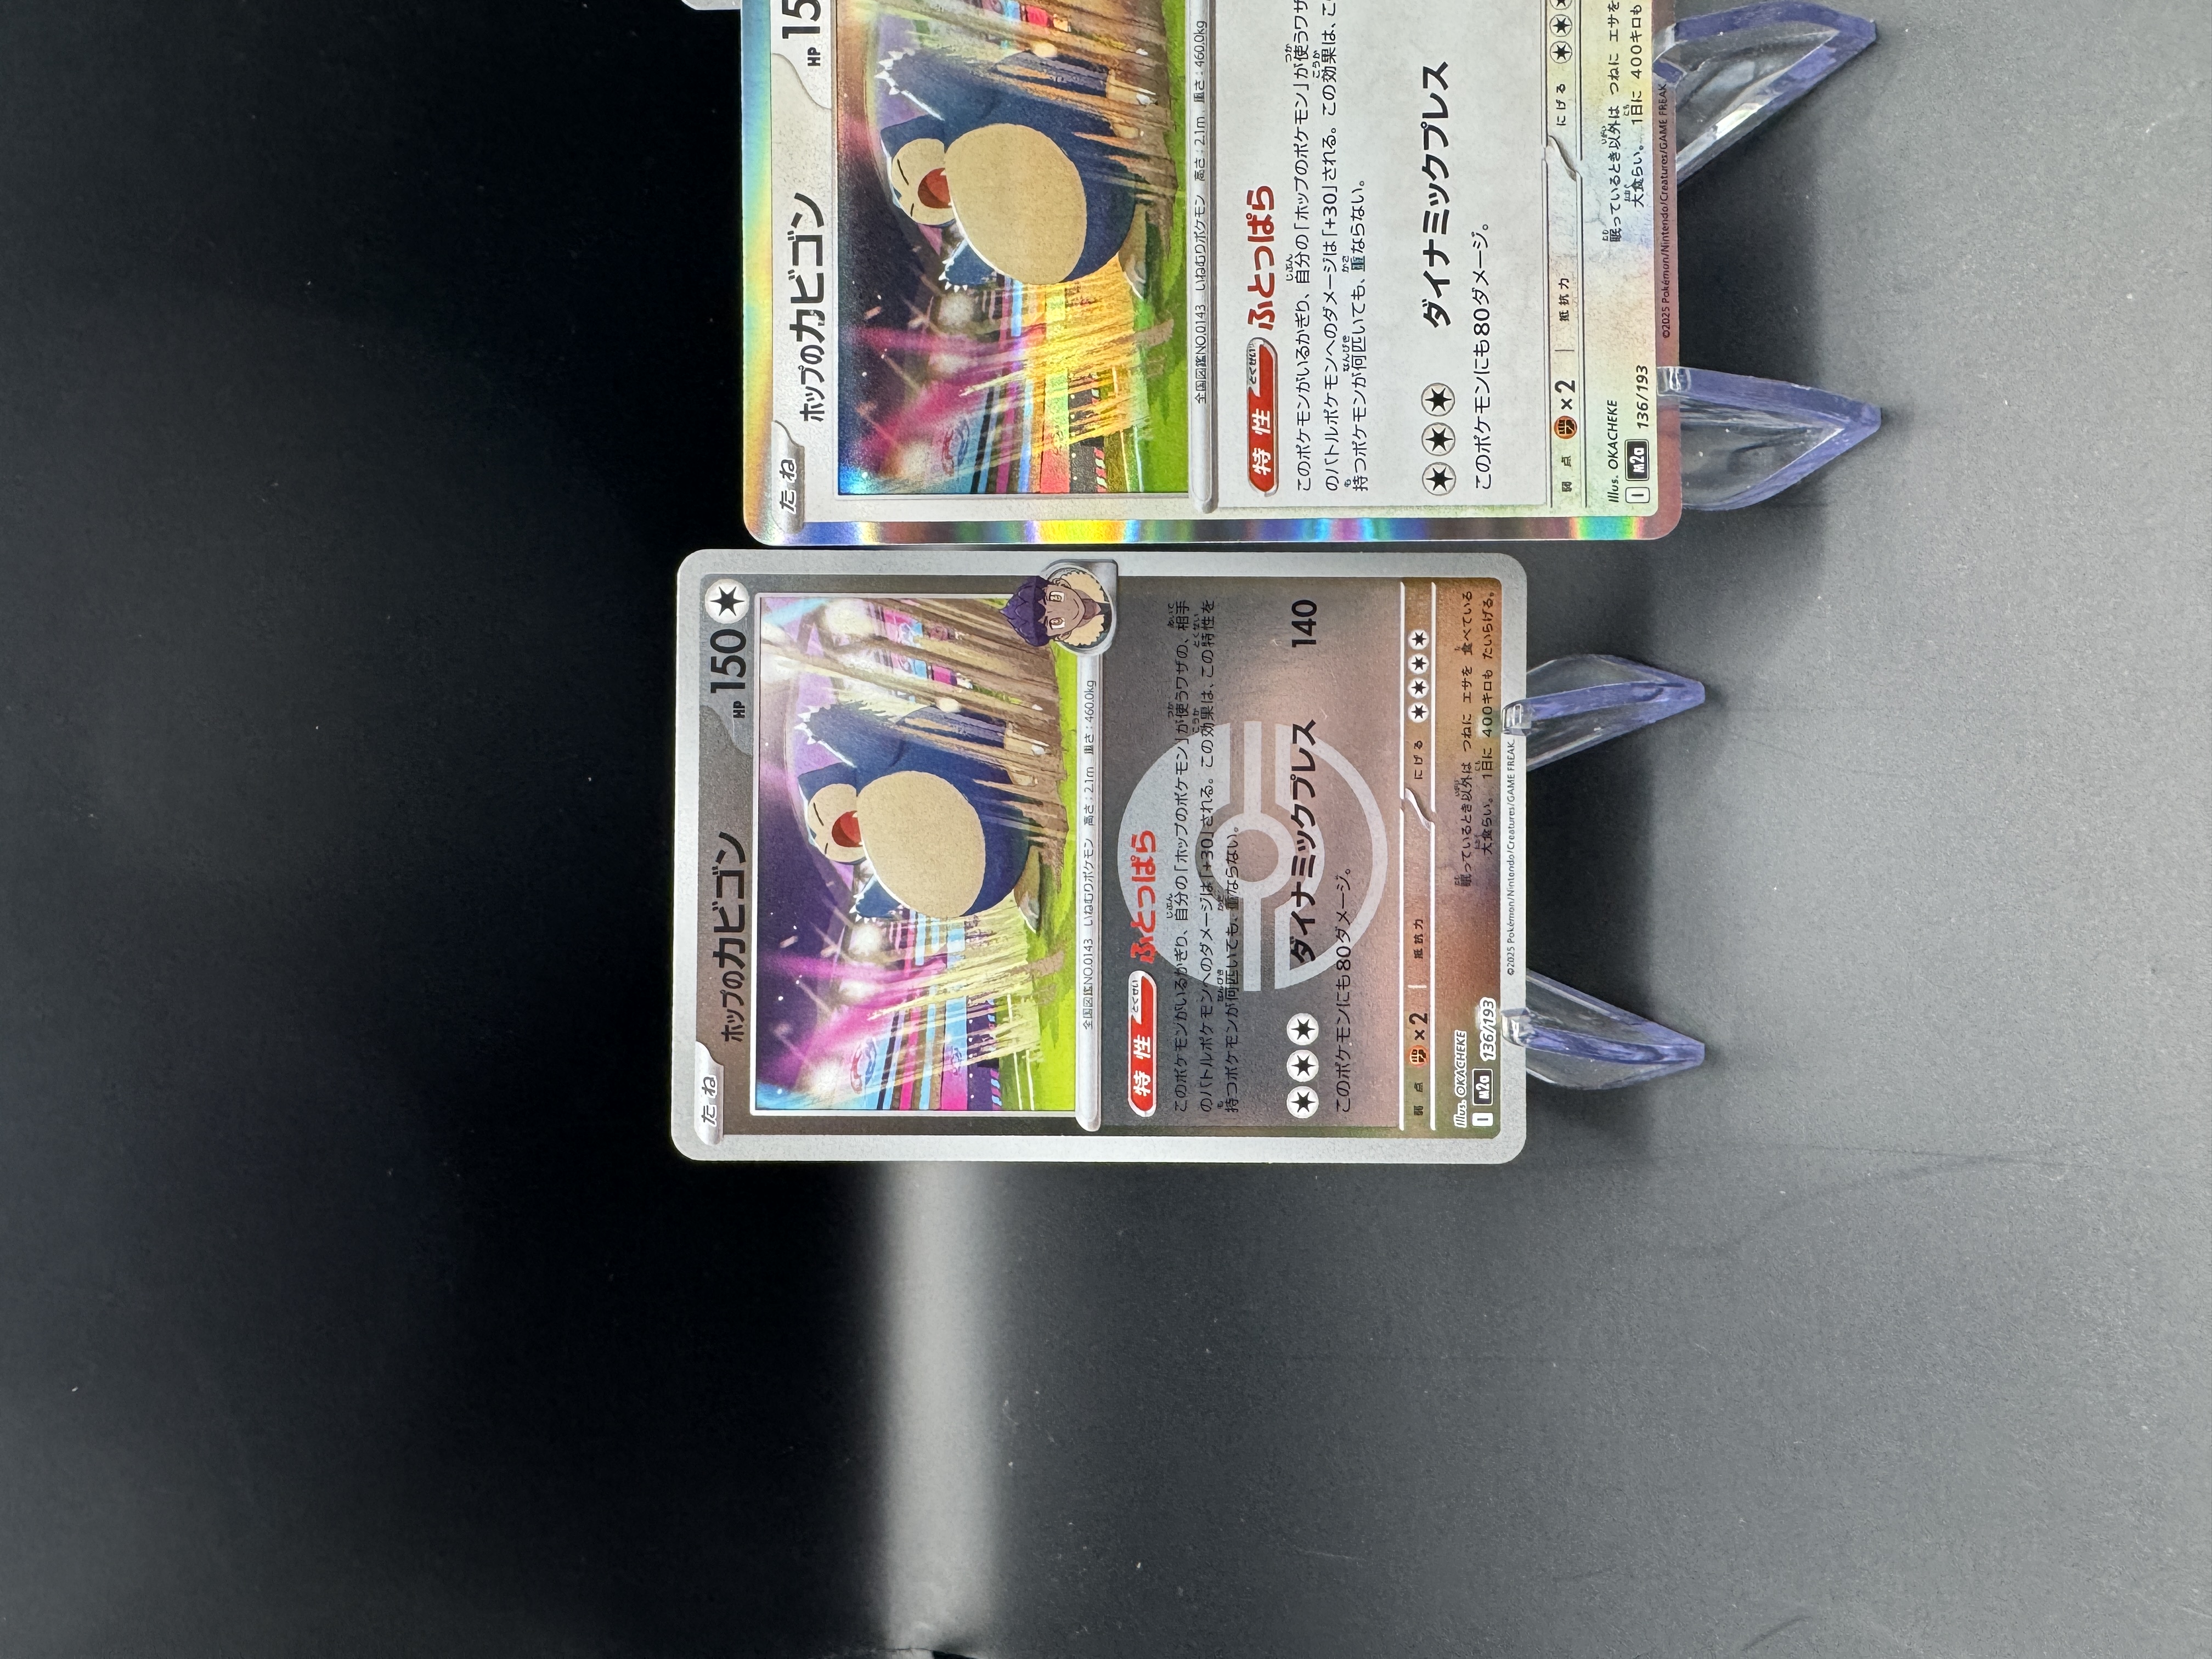 たね
ホップのカビゴン
HP 150
全国図鑑NO.0143 いねむりポケモン 高さ：2.1m 重さ：460.0kg
特性 とくせい ふとっぱら
このポケモンがいるかぎり、自分の「ホップのポケモン」が使うワザの、相手
のバトルポケモンへのダメージは「+30」される。この効果は、この特性を
持つポケモンが何匹いても、重ならない。
ダイナミックプレス 140
このポケモンにも80ダメージ。
弱点 ×2 抵抗力 にげる
Illus. OKACHEKE
眠っているとき以外は つねに エサを 食べている
大食らい。 1日に 400キロも たいらげる。
I M2a 136/193
©2025 Pokémon/Nintendo/Creatures/GAME FREAK.
たね
ホップのカビゴン
HP 15
全国図鑑NO.0143 いねむりポケモン 高さ：2.1m 重さ：460.0kg
特性 とくせい ふとっぱら
このポケモンがいるかぎり、自分の「ホップのポケモン」が使うワザ
のバトルポケモンへのダメージは「+30」される。この効果は、こ
持つポケモンが何匹いても、重ならない。
ダイナミックプレス
このポケモンにも80ダメージ。
弱点 ×2 抵抗力 にげる
Illus. OKACHEKE
眠っているとき以外は つねに エサを
大食らい。 1日に 400キロも
I M2a 136/193
©2025 Pokémon/Nintendo/Creatures/GAME FREAK.